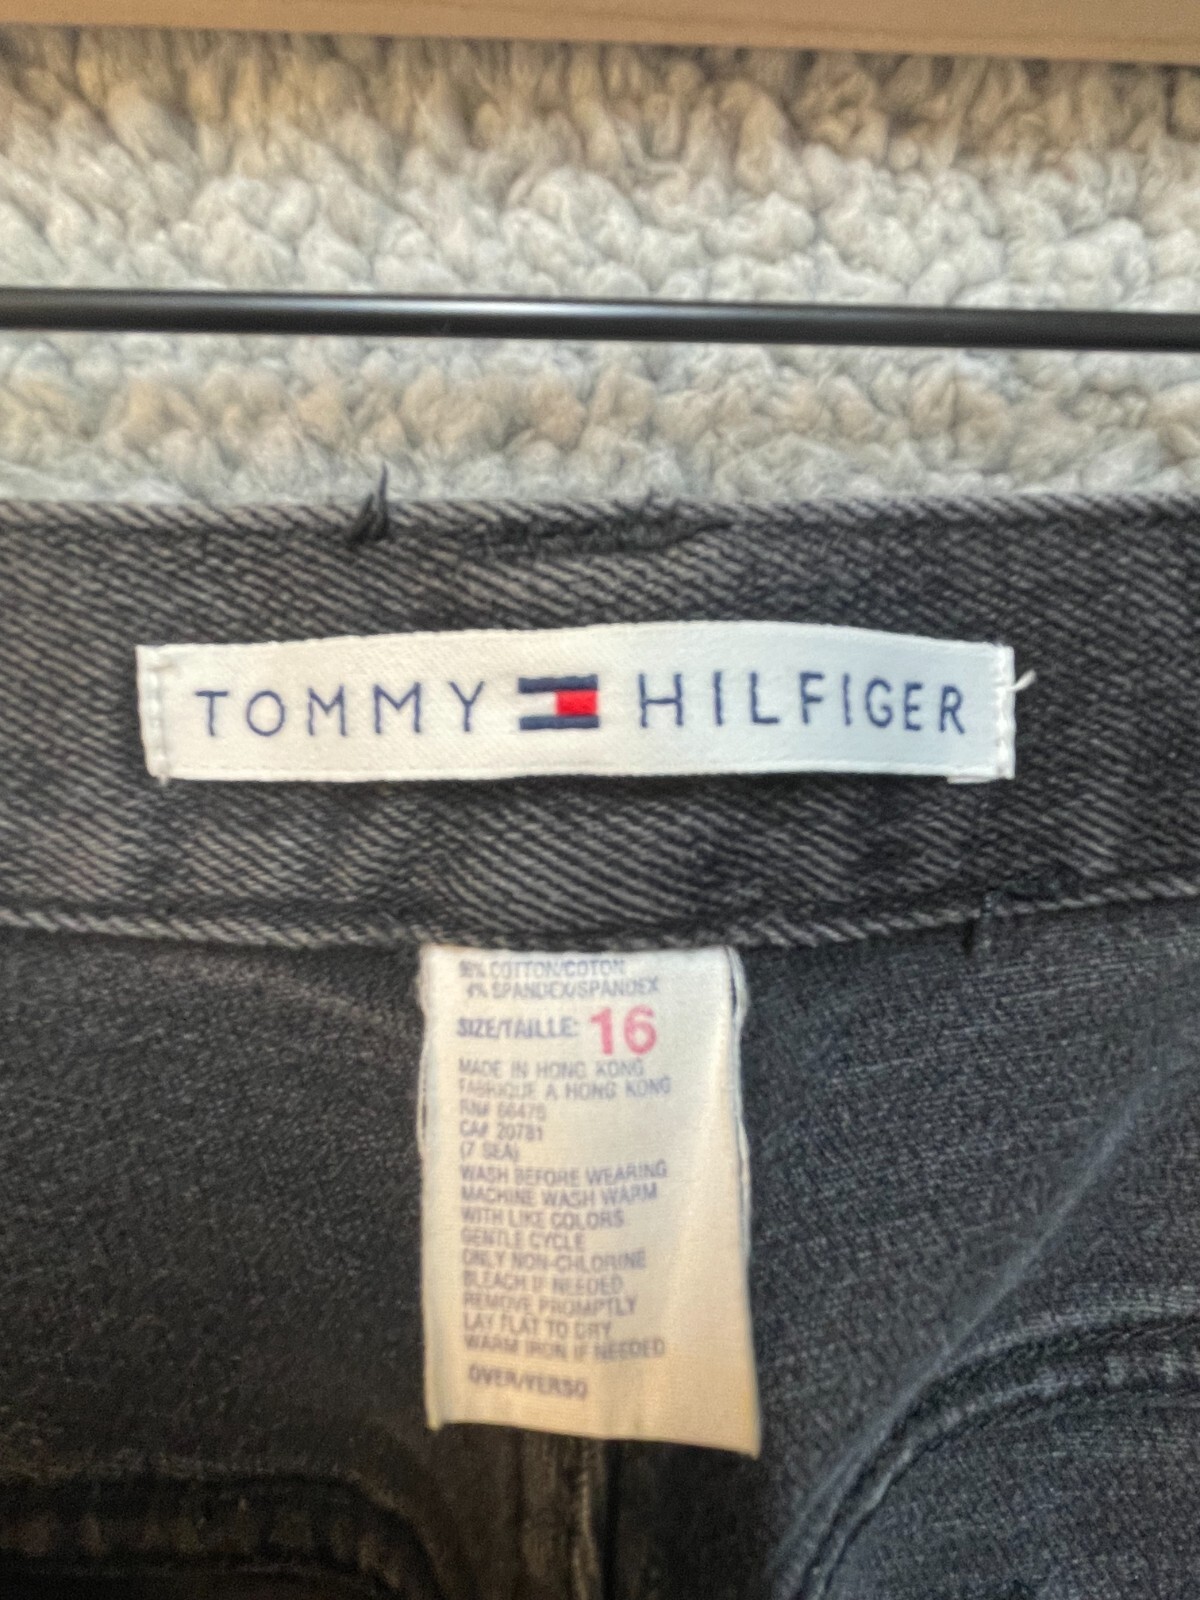 TOMMY HILFIGER
96% COTTON/COTON
4% SPANDEX/SPANDEX
SIZE/TAILLE: 16
MADE IN HONG KONG
FABRIQUE A HONG KONG
RN# 66475
CA# 20781
(7 SEA)
WASH BEFORE WEARING
MACHINE WASH WARM
WITH LIKE COLORS
GENTLE CYCLE
ONLY NON-CHLORINE
BLEACH IF NEEDED
REMOVE PROMPTLY
LAY FLAT TO DRY
WARM IRON IF NEEDED
OVER/VERSO